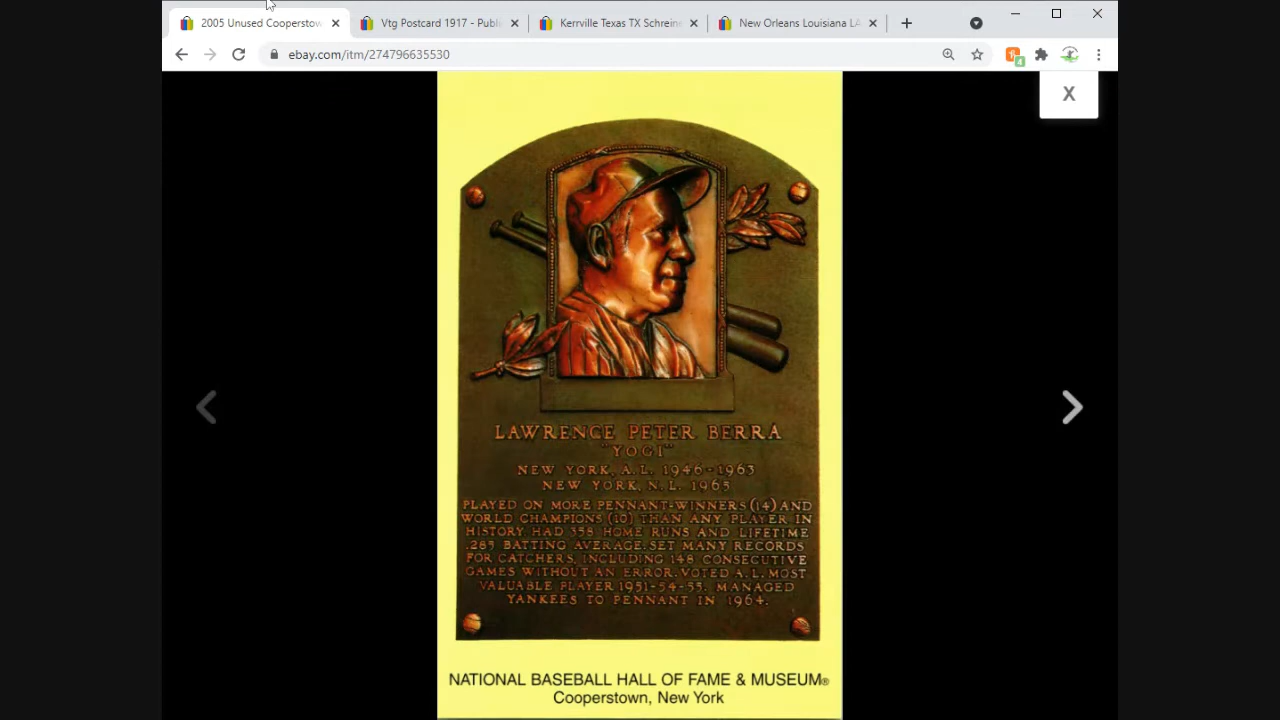 2005 Unused Cooperstow
Vtg Postcard 1917 - Publi
Kerrville Texas TX Schreine
New Orleans Louisiana LA
ebay.com/itm/274796635530
4
X
LAWRENCE PETER BERRA
"YOGI"
NEW YORK, A.L. 1946-1963
NEW YORK, N.L. 1965
PLAYED ON MORE PENNANT-WINNERS (14) AND
WORLD CHAMPIONS (10) THAN ANY PLAYER IN
HISTORY. HAD 358 HOME RUNS AND LIFETIME
.285 BATTING AVERAGE. SET MANY RECORDS
FOR CATCHERS, INCLUDING 148 CONSECUTIVE
GAMES WITHOUT AN ERROR. VOTED A.L. MOST
VALUABLE PLAYER 1951-54-55. MANAGED
YANKEES TO PENNANT IN 1964.
NATIONAL BASEBALL HALL OF FAME & MUSEUM®
Cooperstown, New York